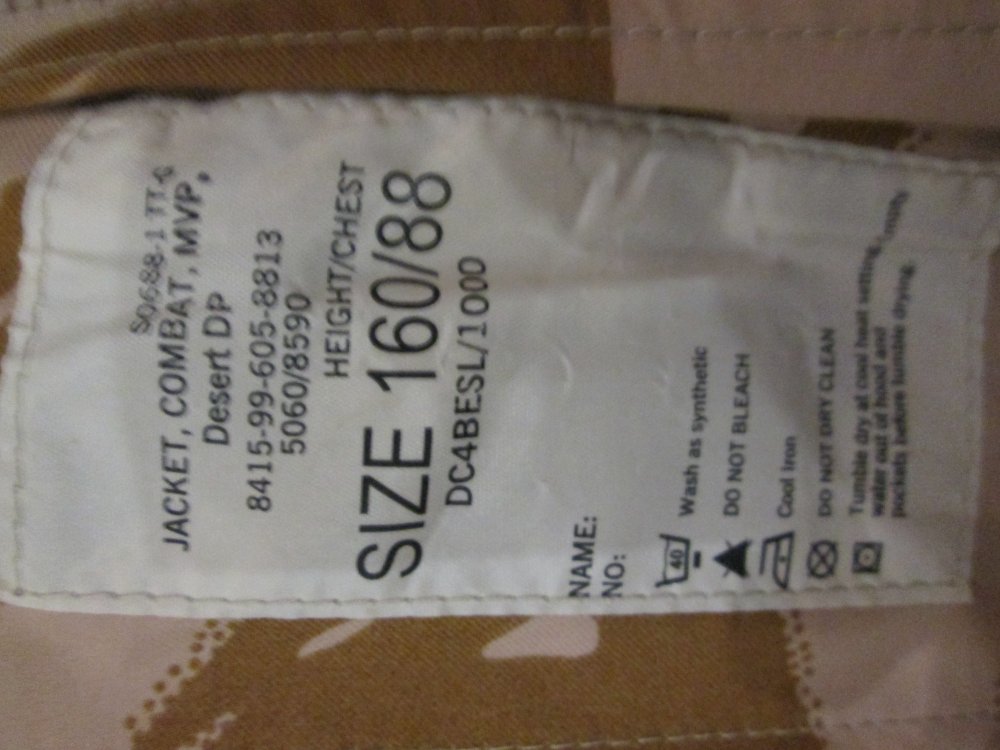 S0688-1 TT-G
JACKET, COMBAT, MVP,
Desert DP
8415-99-605-8813
5060/8590
HEIGHT/CHEST
SIZE 160/88
DC4BESL/1000
NAME:
NO:
40 Wash as synthetic
DO NOT BLEACH
Cool Iron
DO NOT DRY CLEAN
Tumble dry at cool heat setting,
water out of hood and
pockets before tumble drying.